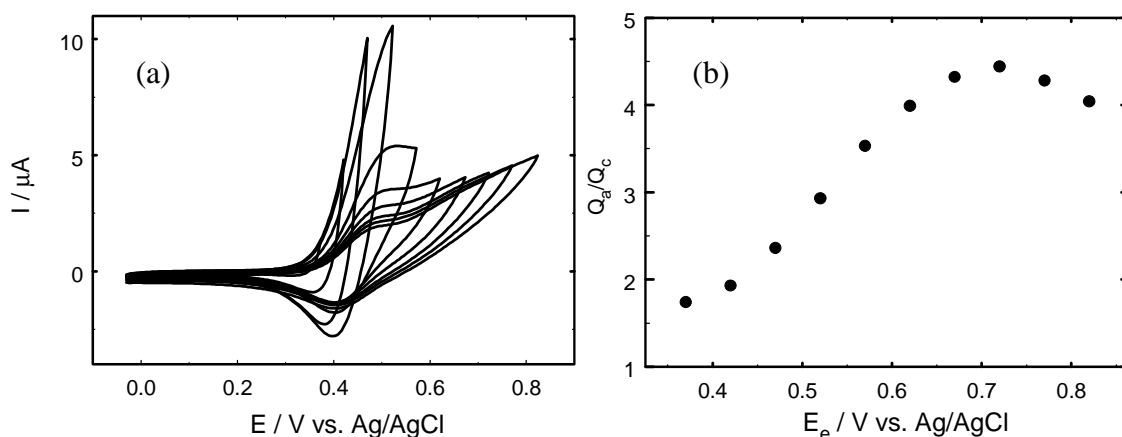 (a)
10
5
0
I / μA
0.0 0.2 0.4 0.6 0.8
E / V vs. Ag/AgCl
(b)
5
4
3
2
1
Qa/Qc
0.4 0.5 0.6 0.7 0.8
Ee / V vs. Ag/AgCl